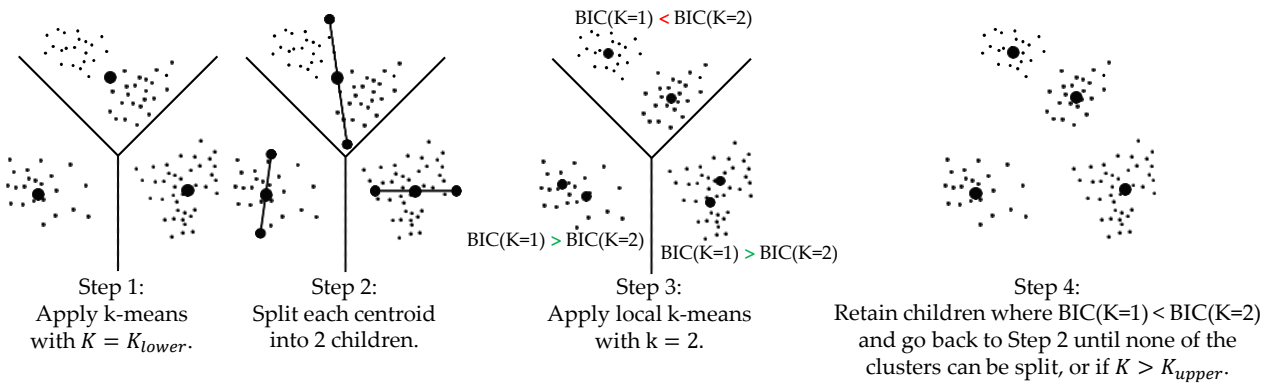 BIC(K=1) < BIC(K=2)
BIC(K=1) > BIC(K=2)
BIC(K=1) > BIC(K=2)
Step 1:
Apply k-means
with K = K_lower.
Step 2:
Split each centroid
into 2 children.
Step 3:
Apply local k-means
with k = 2.
Step 4:
Retain children where BIC(K=1) < BIC(K=2)
and go back to Step 2 until none of the
clusters can be split, or if K > K_upper.